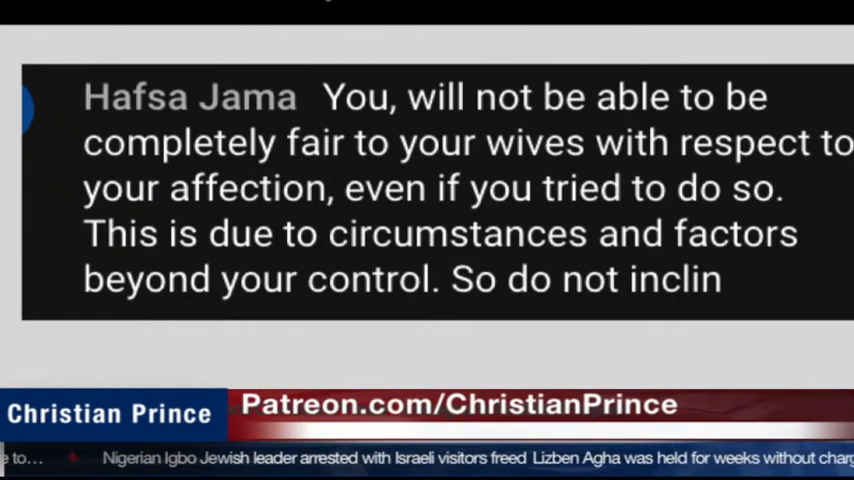 Hafsa Jama You, will not be able to be
completely fair to your wives with respect to
your affection, even if you tried to do so.
This is due to circumstances and factors
beyond your control. So do not inclin
Patreon.com/ChristianPrince
Christian Prince
e to... Nigerian Igbo Jewish leader arrested with Israeli visitors freed Lizben Agha was held for weeks without charg